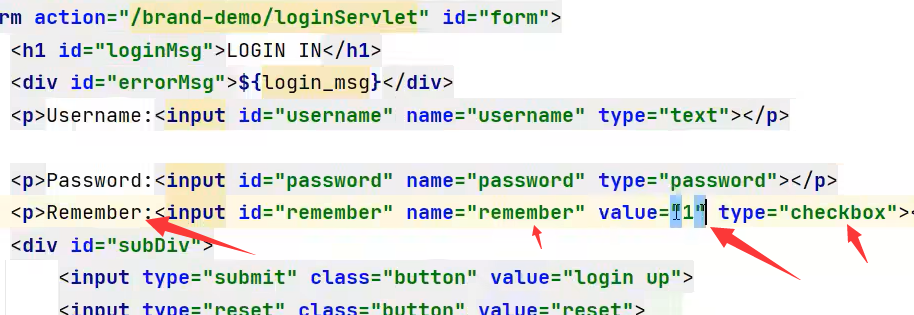 rm action="/brand-demo/loginServlet" id="form">
<h1 id="loginMsg">LOGIN IN</h1>
<div id="errorMsg">${login_msg}</div>
<p>Username:<input id="username" name="username" type="text"></p>
<p>Password:<input id="password" name="password" type="password"></p>
<p>Remember:<input id="remember" name="remember" value="1" type="checkbox"><
<div id="subDiv">
<input type="submit" class="button" value="login up">
<input type="reset" class="button" value="reset">